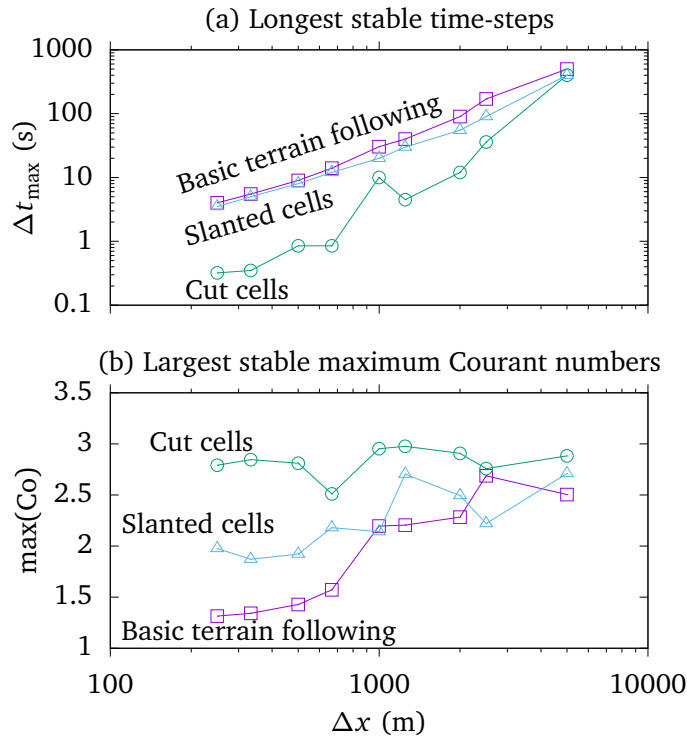 (a) Longest stable time-steps
1000
100
10
1
0.1
Δt_max (s)
Basic terrain following
Slanted cells
Cut cells
(b) Largest stable maximum Courant numbers
3.5
3
2.5
2
1.5
1
max(Co)
Cut cells
Slanted cells
Basic terrain following
100 1000 10000
Δx (m)